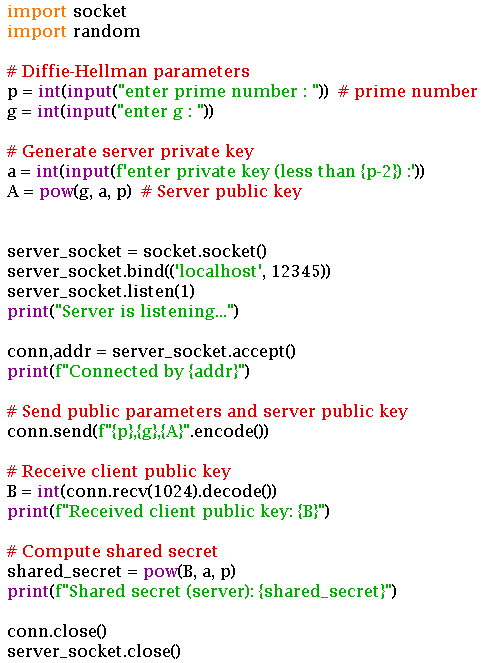 import socket
import random
# Diffie-Hellman parameters
p = int(input("enter prime number : "))  # prime number
g = int(input("enter g : "))
# Generate server private key
a = int(input(f'enter private key (less than {p-2}) :'))
A = pow(g, a, p)  # Server public key
server_socket = socket.socket()
server_socket.bind(('localhost', 12345))
server_socket.listen(1)
print("Server is listening...")
conn,addr = server_socket.accept()
print(f"Connected by {addr}")
# Send public parameters and server public key
conn.send(f"{p},{g},{A}".encode())
# Receive client public key
B = int(conn.recv(1024).decode())
print(f"Received client public key: {B}")
# Compute shared secret
shared_secret = pow(B, a, p)
print(f"Shared secret (server): {shared_secret}")
conn.close()
server_socket.close()